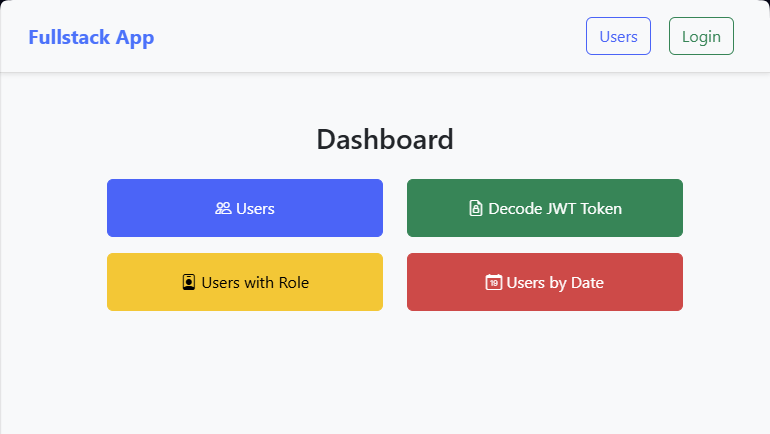 Fullstack App Users Login
Dashboard
Users Decode JWT Token
Users with Role 19 Users by Date